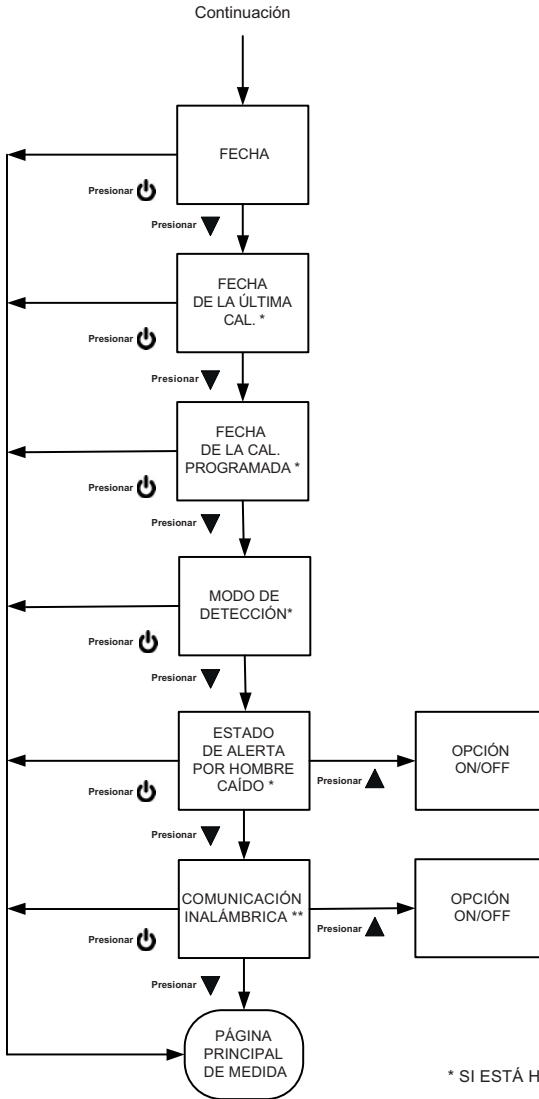 Continuación
FECHA
Presionar
Presionar
FECHA
DE LA ÚLTIMA
CAL. *
Presionar
Presionar
FECHA
DE LA CAL.
PROGRAMADA *
Presionar
Presionar
MODO DE
DETECCIÓN*
Presionar
Presionar
ESTADO
DE ALERTA
POR HOMBRE
CAÍDO *
Presionar
OPCIÓN
ON/OFF
Presionar
Presionar
COMUNICACIÓN
INALÁMBRICA **
Presionar
OPCIÓN
ON/OFF
Presionar
Presionar
PÁGINA
PRINCIPAL
DE MEDIDA
* SI ESTÁ H